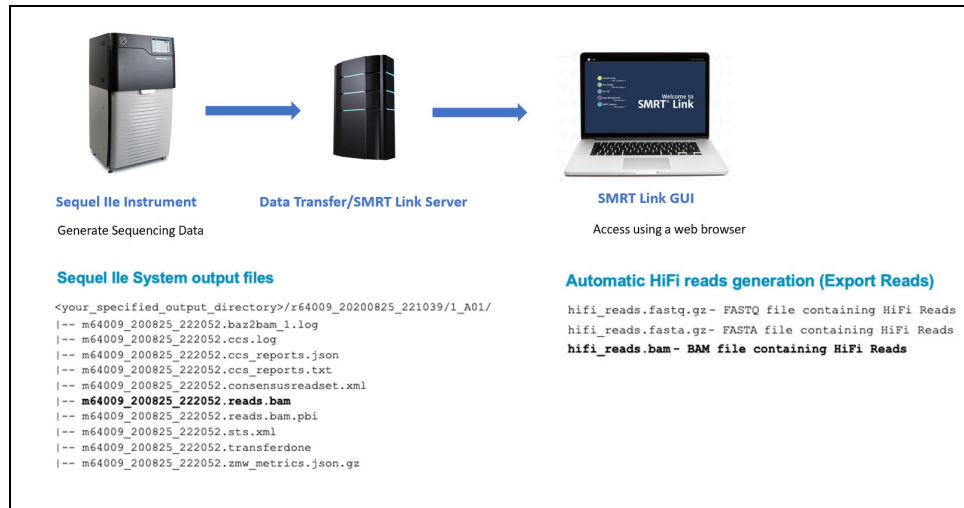 Welcome to
SMRT® Link
Sequel IIe Instrument
Data Transfer/SMRT Link Server
SMRT Link GUI
Generate Sequencing Data
Access using a web browser
Sequel IIe System output files
<your_specified_output_directory>/r64009_20200825_221039/1_A01/
|-- m64009_200825_222052.baz2bam_1.log
|-- m64009_200825_222052.ccs.log
|-- m64009_200825_222052.ccs_reports.json
|-- m64009_200825_222052.ccs_reports.txt
|-- m64009_200825_222052.consensusreadset.xml
|-- m64009_200825_222052.reads.bam
|-- m64009_200825_222052.reads.bam.pbi
|-- m64009_200825_222052.sts.xml
|-- m64009_200825_222052.transferdone
|-- m64009_200825_222052.zmw_metrics.json.gz
Automatic HiFi reads generation (Export Reads)
hifi_reads.fastq.gz- FASTQ file containing HiFi Reads
hifi_reads.fasta.gz- FASTA file containing HiFi Reads
hifi_reads.bam- BAM file containing HiFi Reads